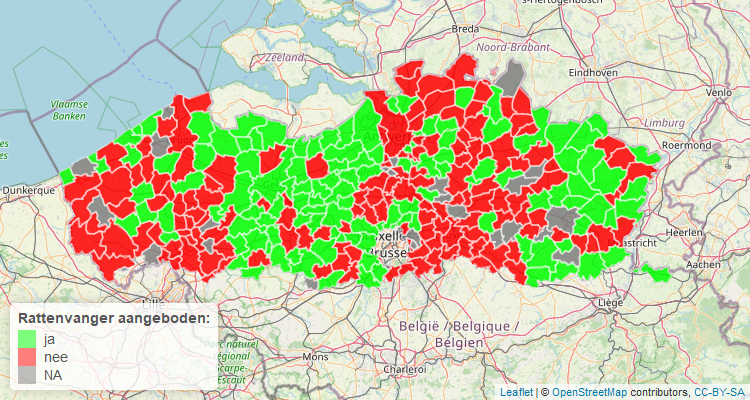 s-Hertogenbosch
Breda
Zeeland
Noord-Brabant
Eindhoven
Venlo
Vlaamse
Banken
Limburg
Roermond
Dunkerque
Heerlen
Maastricht
Aachen
Brussel
Lille
Liège
België / Belgique /
Belgien
Parc naturel
régional
Scarpe-
Escaut
Mons
Charleroi
Rattenvanger aangeboden:
ja
nee
NA
Leaflet | © OpenStreetMap contributors, CC-BY-SA